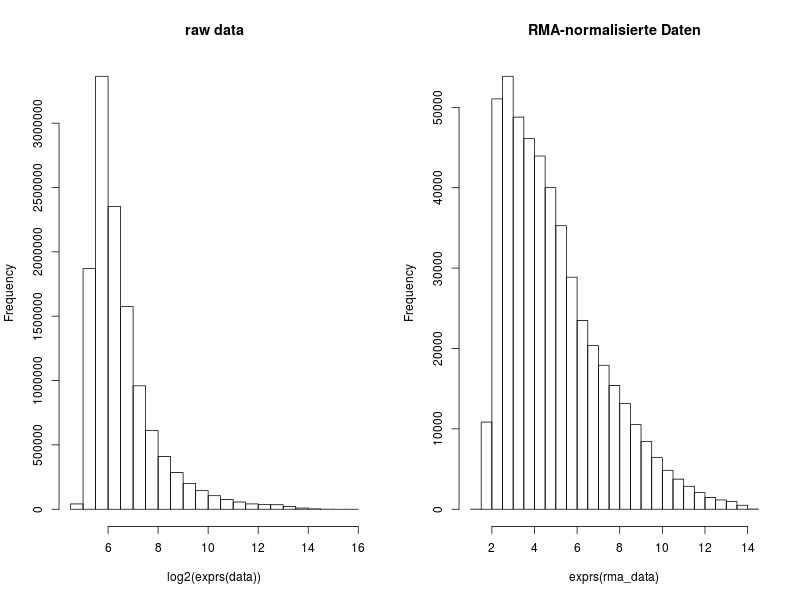 raw data
Frequency
0
500000
1000000
1500000
2000000
2500000
3000000
6 8 10 12 14 16
log2(exprs(data))
RMA-normalisierte Daten
Frequency
0
10000
20000
30000
40000
50000
2 4 6 8 10 12 14
exprs(rma_data)